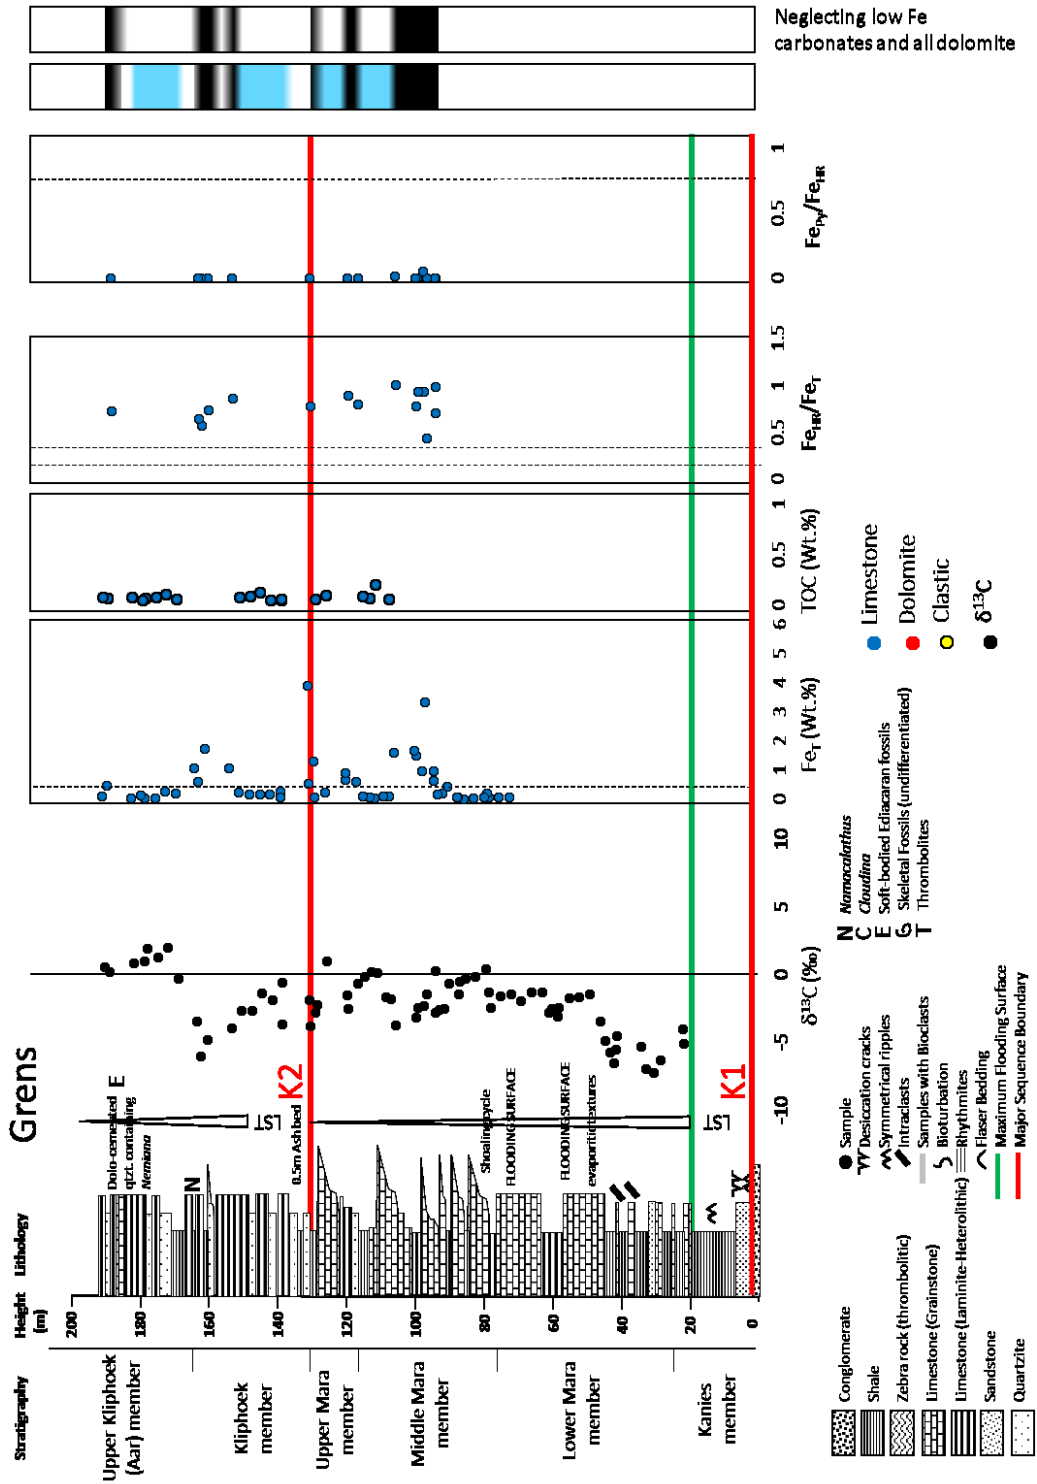 Neglecting low Fe
carbonates and all dolomite
Grens
Stratigraphy
Height
(m)
Lithology
Upper Kliphoek
(Aar) member
Kliphoek
member
Upper Mara
member
Middle Mara
member
Lower Mara
member
Kanies
member
200
180
160
140
120
100
80
60
40
20
0
Dolo-cemented
qtzt. containing
Nemiana
E
N
LST
0.5m Ash bed
K2
Shoaling cycle
FLOODING SURFACE
FLOODING SURFACE
evaporitic textures
LST
K1
-10
-5
0
5
10
δ13C (‰)
0
1
2
3
4
5
6
FeT (Wt.%)
0
0.5
1
TOC (Wt.%)
0
0.5
1
1.5
FeHR/FeT
0
0.5
1
FePy/FeHR
Conglomerate
Shale
Zebra rock (thrombolitic)
Limestone (Grainstone)
Limestone (Laminite-Heterolithic)
Sandstone
Quartzite
Sample
Desiccation cracks
Symmetrical ripples
Intraclasts
Samples with Bioclasts
Bioturbation
Rhythmites
Flaser Bedding
Maximum Flooding Surface
Major Sequence Boundary
N Namacalathus
C Cloudina
E Soft-bodied Ediacaran fossils
Skeletal Fossils (undifferentiated)
T Thrombolites
Limestone
Dolomite
Clastic
δ13C